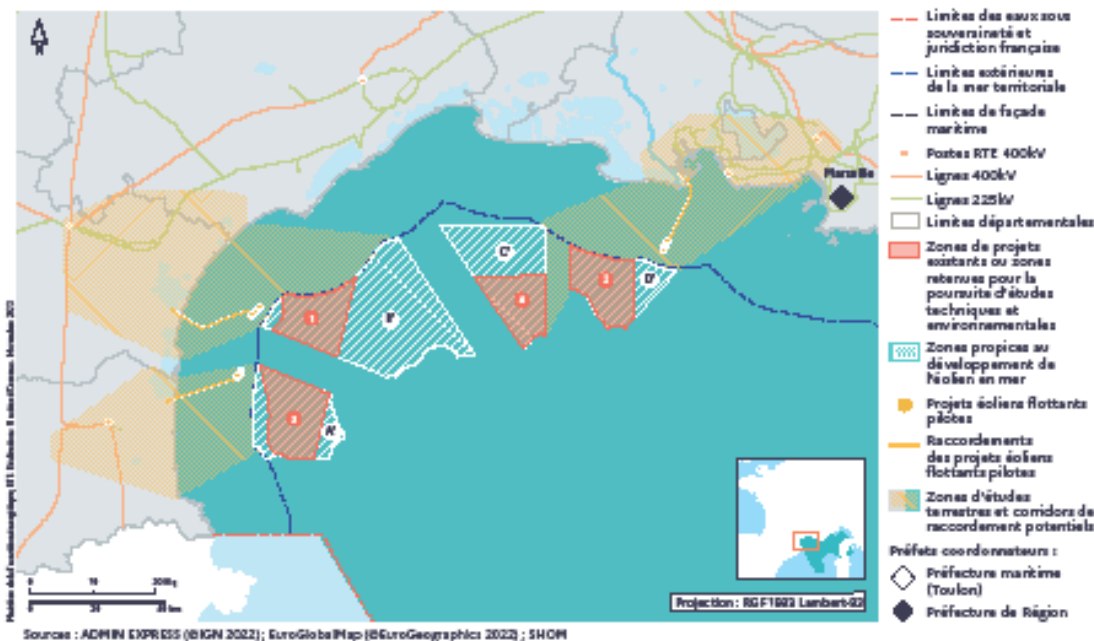 Limites des eaux sous
souveraineté et
juridiction française
Limites extérieures
de la mer territoriale
Limites de façade
maritime
Postes RTE 400kV
Lignes 400kV
Lignes 225kV
Limites départementales
Zones de projets
existants ou zones
retenues pour la
poursuite d'études
techniques et
environnementales
Zones propices au
développement de
l'éolien en mer
Projets éoliens flottants
pilotes
Raccordements
des projets éoliens
flottants pilotes
Zones d'études
terrestres et corridors de
raccordement potentiels
Préfets coordonnateurs :
Préfecture maritime
(Toulon)
Préfecture de Région
Marseille
C'
B'
D'
A'
1
4
3
0 10
0
Projection : RGF1993 Lambert-93
Sources : ADMIN EXPRESS (©IGN 2022) ; EuroGlobalMap (©EuroGeographics 2022) ; SHOM